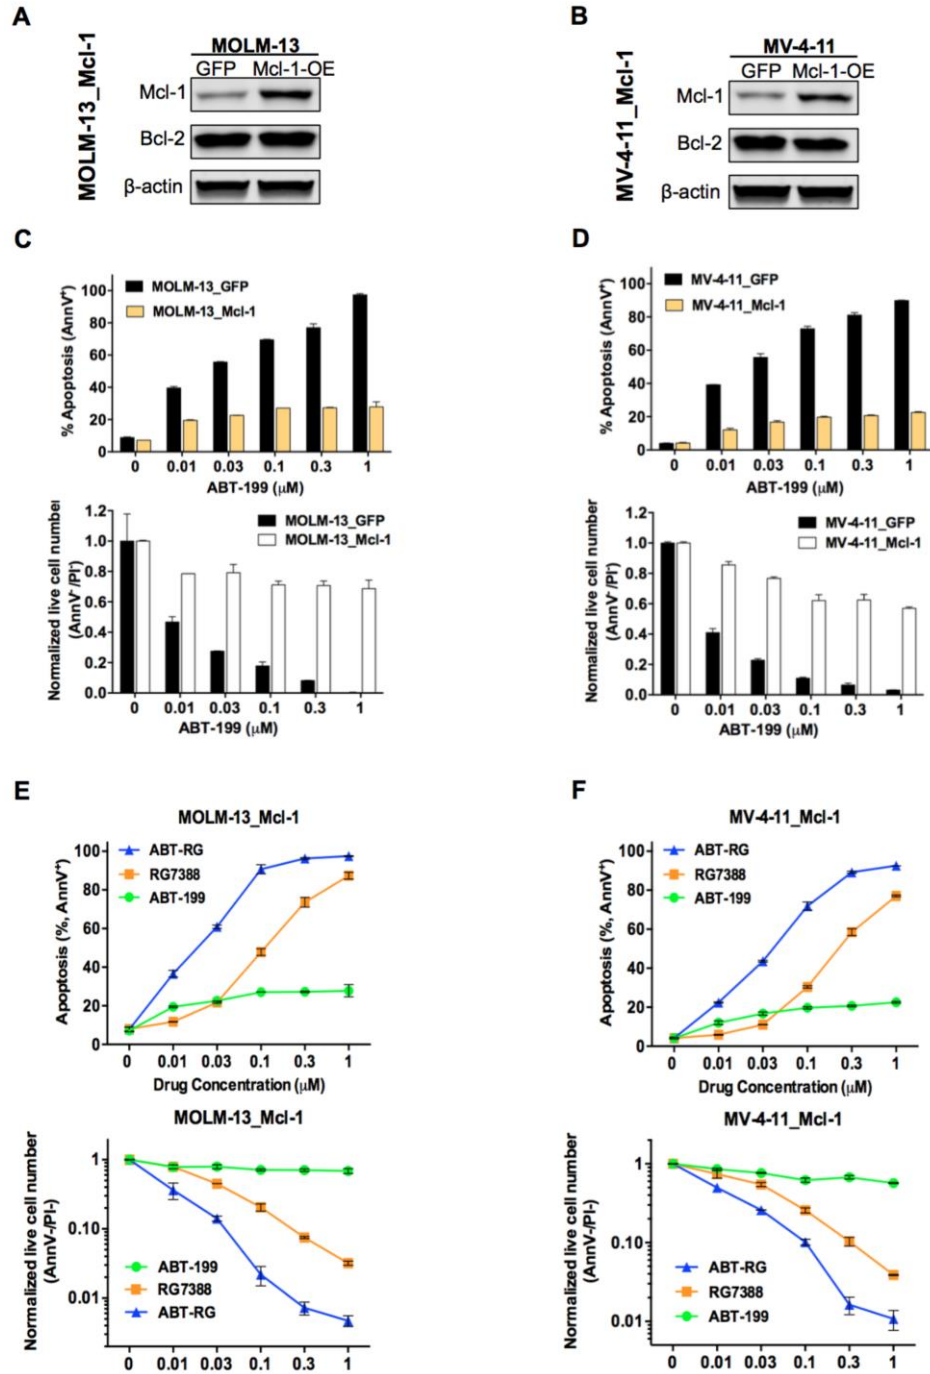 A
MOLM-13_Mcl-1
MOLM-13
GFP Mcl-1-OE
Mcl-1
Bcl-2
β-actin
B
MV-4-11_Mcl-1
MV-4-11
GFP Mcl-1-OE
Mcl-1
Bcl-2
β-actin
C
% Apoptosis (AnnV⁺)
100
80
60
40
20
0
MOLM-13_GFP
MOLM-13_Mcl-1
0 0.01 0.03 0.1 0.3 1
ABT-199 (μM)
Normalized live cell number
(AnnV⁻/PI⁻)
1.2
1.0
0.8
0.6
0.4
0.2
0.0
MOLM-13_GFP
MOLM-13_Mcl-1
0 0.01 0.03 0.1 0.3 1
ABT-199 (μM)
D
% Apoptosis (AnnV⁺)
100
80
60
40
20
0
MV-4-11_GFP
MV-4-11_Mcl-1
0 0.01 0.03 0.1 0.3 1
ABT-199 (μM)
Normalized live cell number
(AnnV⁻/PI⁻)
1.2
1.0
0.8
0.6
0.4
0.2
0.0
MV-4-11_GFP
MV-4-11_Mcl-1
0 0.01 0.03 0.1 0.3 1
ABT-199 (μM)
E
MOLM-13_Mcl-1
Apoptosis (%, AnnV⁺)
100
80
60
40
20
0
ABT-RG
RG7388
ABT-199
0 0.01 0.03 0.1 0.3 1
Drug Concentration (μM)
MOLM-13_Mcl-1
Normalized live cell number
(AnnV-/PI-)
1
0.10
0.01
ABT-199
RG7388
ABT-RG
0 0.01 0.03 0.1 0.3 1
F
MV-4-11_Mcl-1
Apoptosis (%, AnnV⁺)
100
80
60
40
20
0
ABT-RG
RG7388
ABT-199
0 0.01 0.03 0.1 0.3 1
Drug Concentration (μM)
MV-4-11_Mcl-1
Normalized live cell number
(AnnV-/PI-)
1
0.10
0.01
ABT-RG
RG7388
ABT-199
0 0.01 0.03 0.1 0.3 1